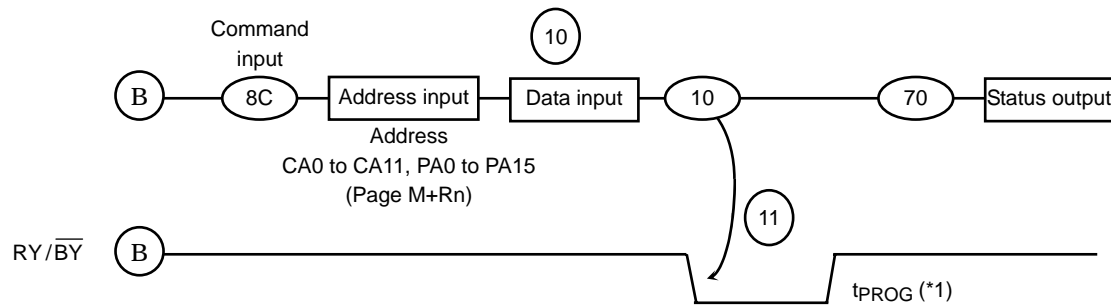 Command
input
10
B
8C
Address input
Data input
10
70
Status output
Address
CA0 to CA11, PA0 to PA15
(Page M+Rn)
11
RY/BY
B
tPROG (*1)